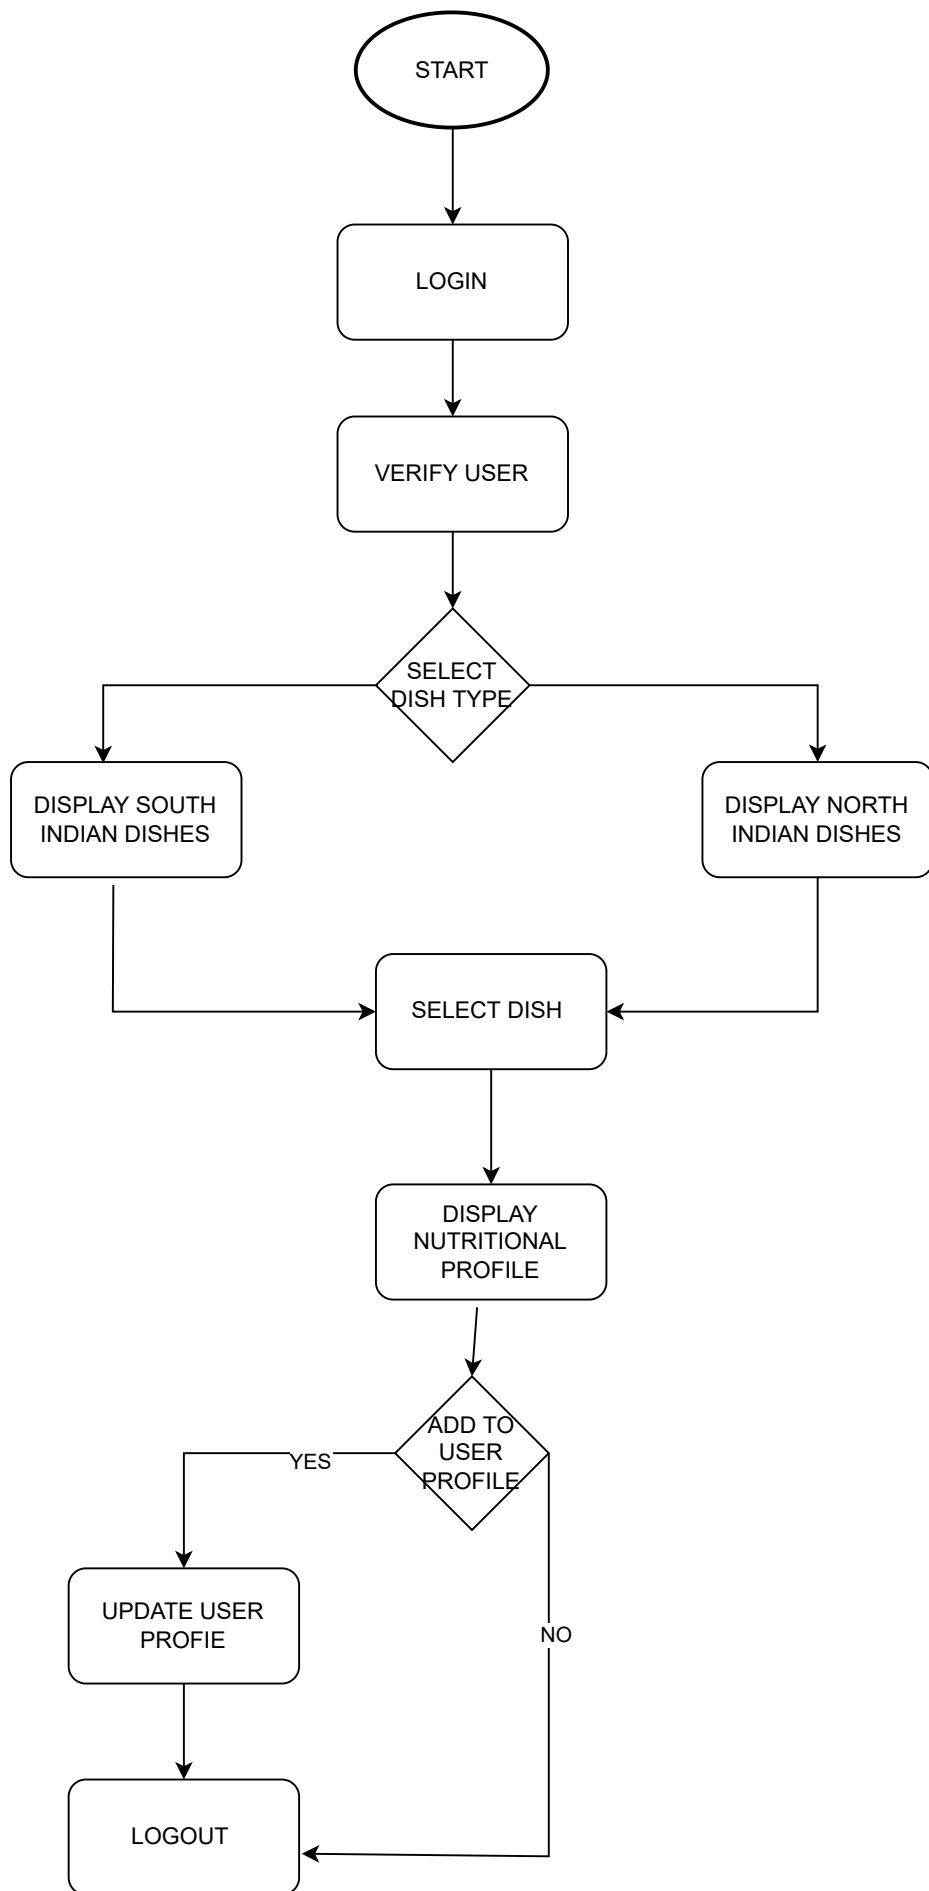 START
LOGIN
VERIFY USER
SELECT
DISH TYPE
DISPLAY SOUTH
INDIAN DISHES
DISPLAY NORTH
INDIAN DISHES
SELECT DISH
DISPLAY
NUTRITIONAL
PROFILE
ADD TO
USER
PROFILE
YES
UPDATE USER
PROFIE
NO
LOGOUT